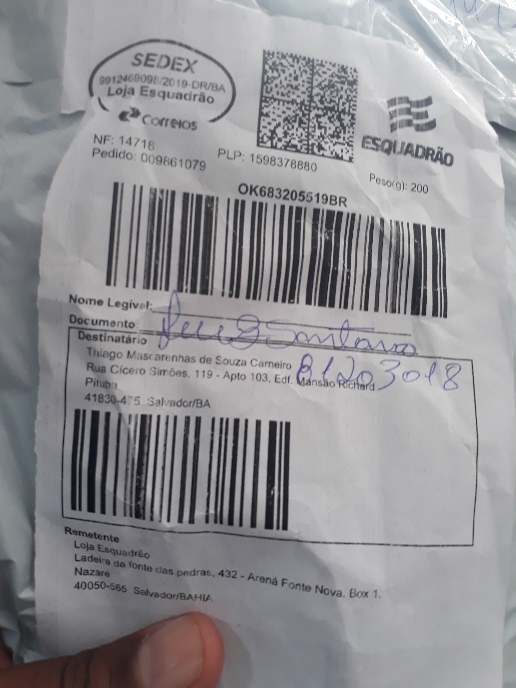 SEDEX
9912469098/2019-DR/BA
Loja Esquadrão
Correios
ESQUADRÃO
NF: 14718
PLP: 1598378880
Peso(g): 200
Pedido: 009861079
OK683205519BR
Nome Legível:
Documento:
Destinatário
Thiago Mascarenhas de Souza Carneiro
81203018
Rua Cícero Simões, 119 - Apto 103, Edf. Mansão Richard
Pituba
41830-475 Salvador/BA
Remetente
Loja Esquadrão
Ladeira da fonte das pedras, 432 - Arena Fonte Nova, Box 1,
Nazaré
40050-565 Salvador/BAHIA